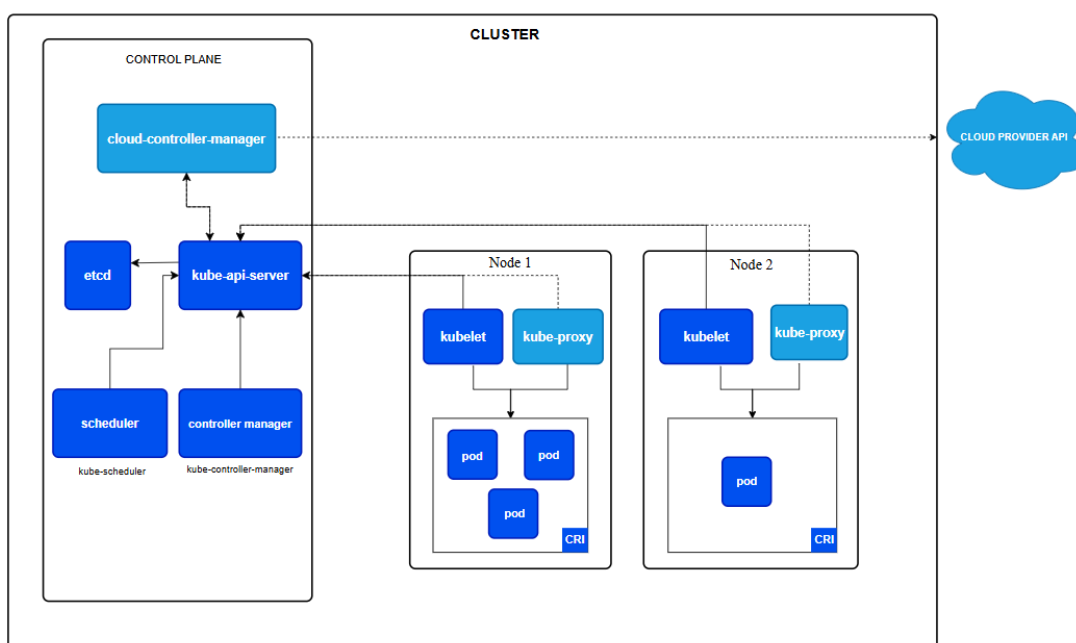 CLUSTER
CONTROL PLANE
cloud-controller-manager
CLOUD PROVIDER API
etcd
kube-api-server
Node 1
Node 2
kubelet
kube-proxy
kubelet
kube-proxy
scheduler
controller manager
kube-scheduler
kube-controller-manager
pod
pod
pod
CRI
pod
CRI